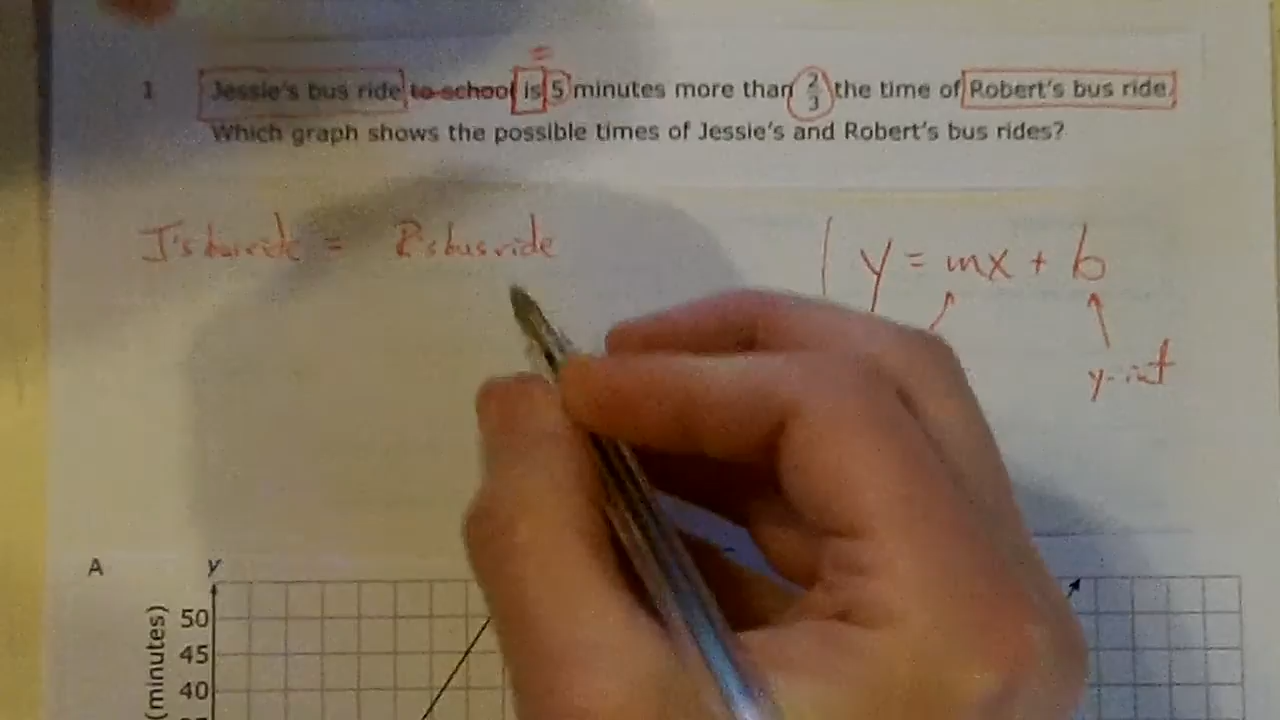 =
1 Jessie's bus ride to school is 5 minutes more than 2/3 the time of Robert's bus ride.
Which graph shows the possible times of Jessie's and Robert's bus rides?
J's bus ride = R's bus ride
y = mx + b
y-int
A
y
50
45
40
(minutes)